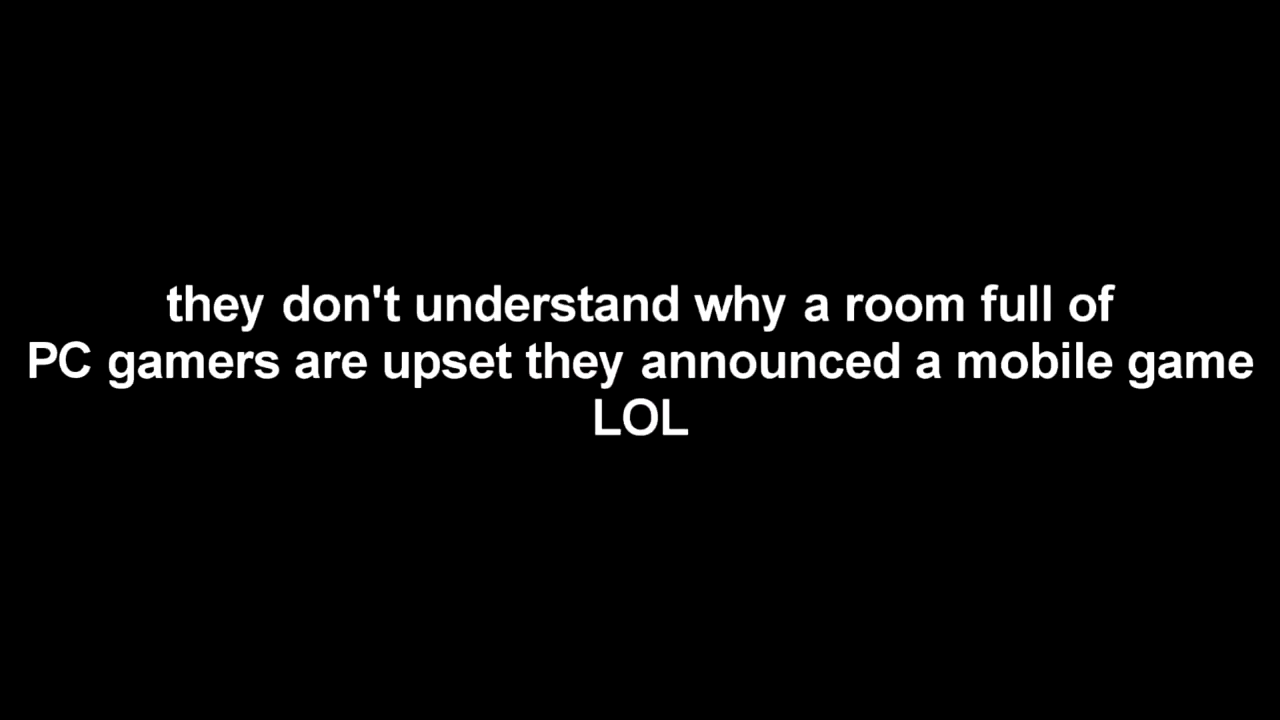 they don't understand why a room full of
PC gamers are upset they announced a mobile game
LOL